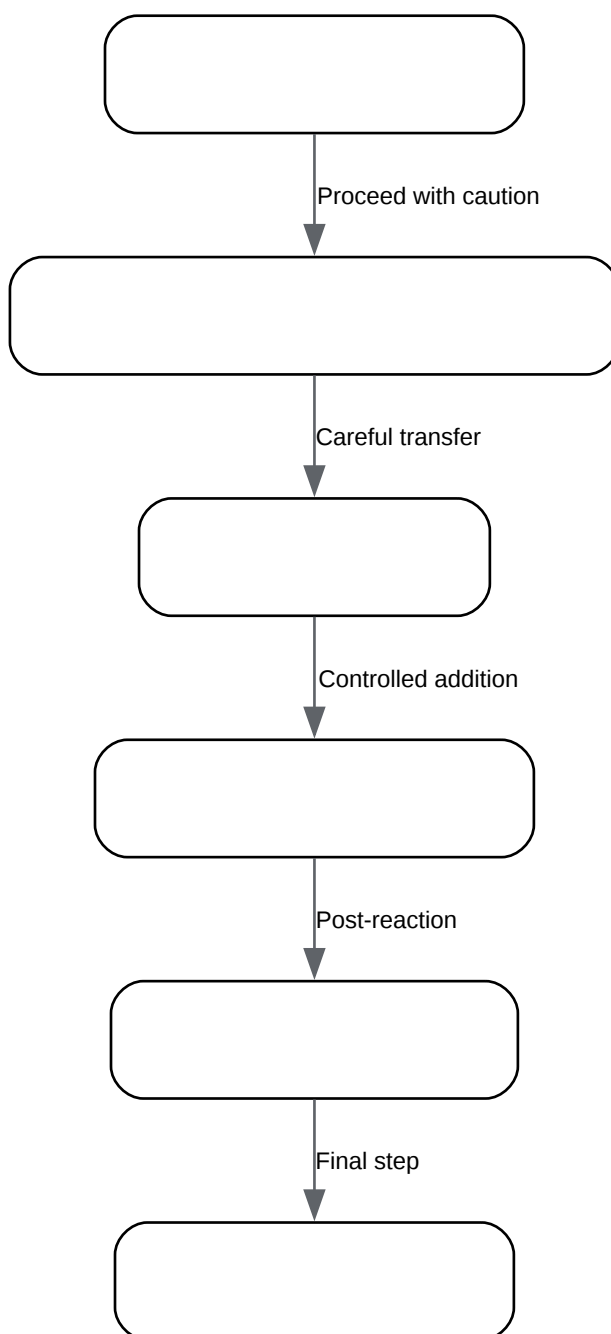 Proceed with caution
Careful transfer
Controlled addition
Post-reaction
Final step